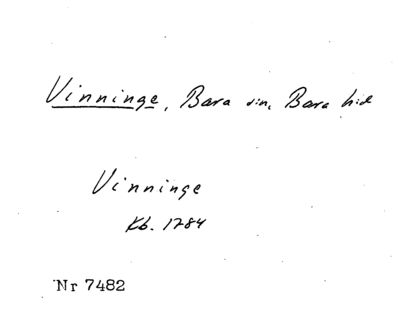 Vinninge, Bara sn, Bara hd
Vinninge
Kb. 1784
Nr 7482